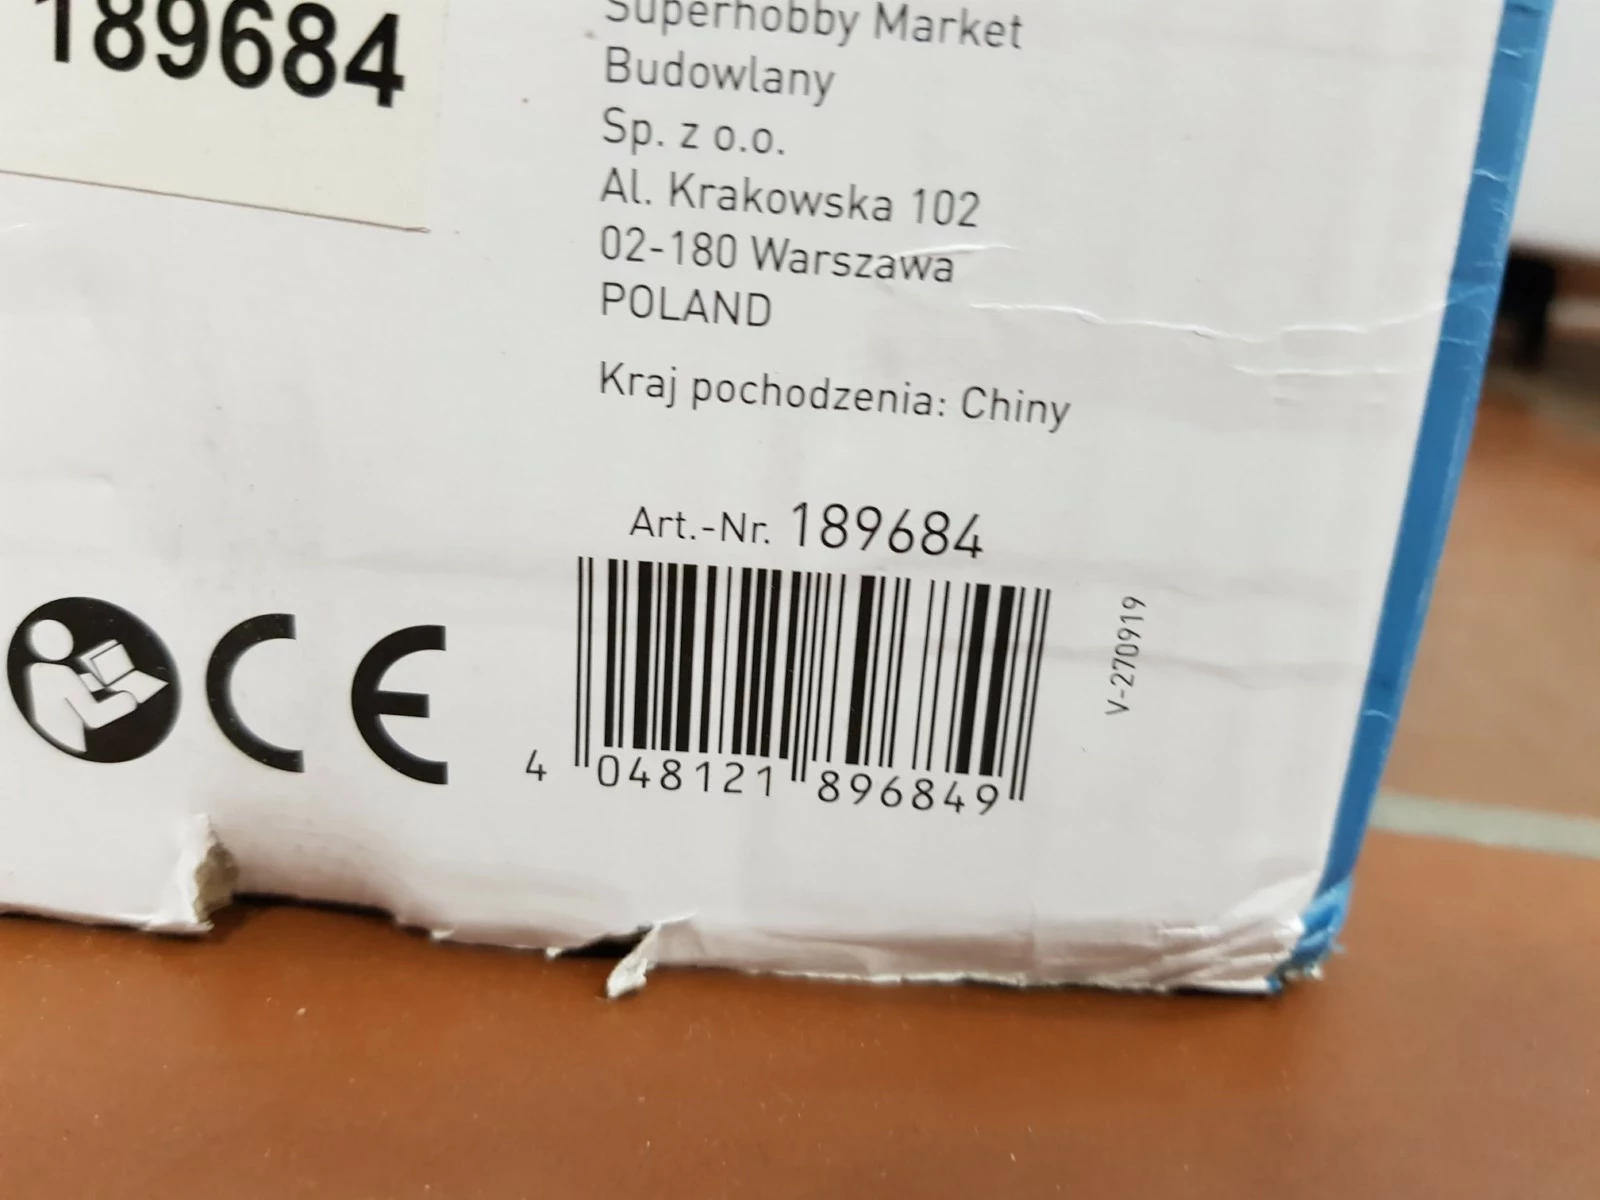 189684
Superhobby Market
Budowlany
Sp. z o.o.
Al. Krakowska 102
02-180 Warszawa
POLAND
Kraj pochodzenia: Chiny
Art.-Nr. 189684
CE
V-270919
4 048121 896849